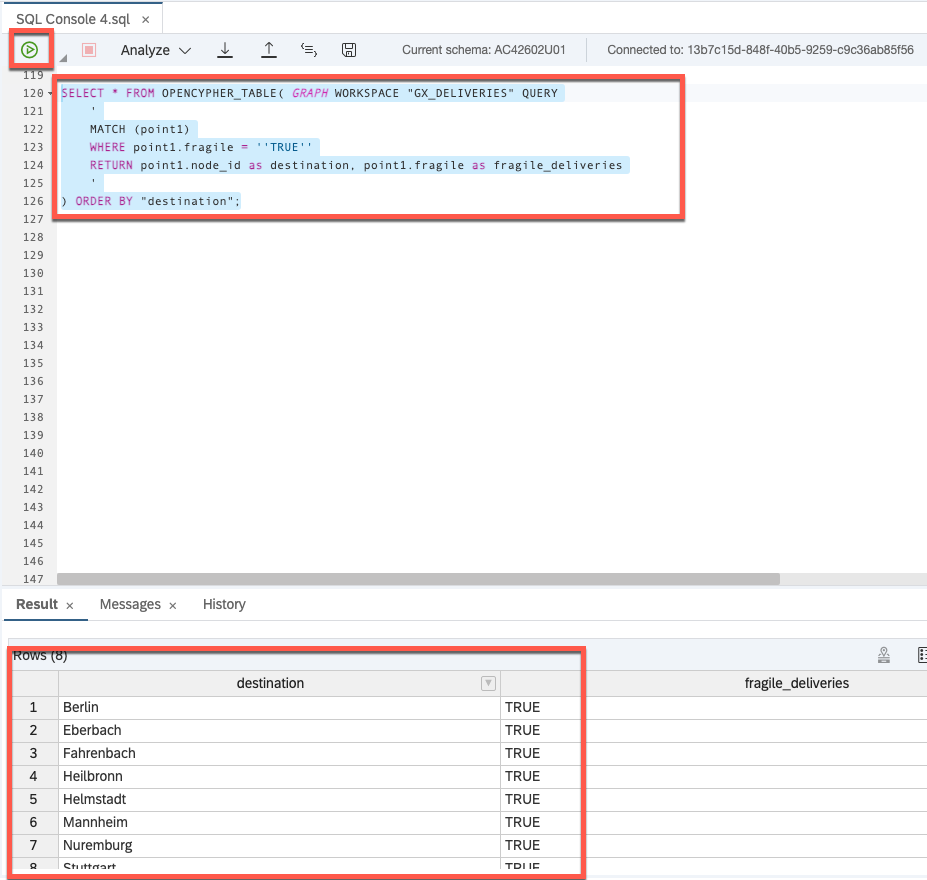 SQL Console 4.sql ×
Analyze
Current schema: AC42602U01
Connected to: 13b7c15d-848f-40b5-9259-c9c36ab85f56
119
120 SELECT * FROM OPENCYPHER_TABLE( GRAPH WORKSPACE "GX_DELIVERIES" QUERY
121 '
122 MATCH (point1)
123 WHERE point1.fragile = ''TRUE''
124 RETURN point1.node_id as destination, point1.fragile as fragile_deliveries
125 '
126 ) ORDER BY "destination";
127
128
129
130
131
132
133
134
135
136
137
138
139
140
141
142
143
144
145
146
147
Result × Messages × History
Rows (8)
destination fragile_deliveries
1 Berlin TRUE
2 Eberbach TRUE
3 Fahrenbach TRUE
4 Heilbronn TRUE
5 Helmstadt TRUE
6 Mannheim TRUE
7 Nuremburg TRUE
8 Stuttgart TRUE